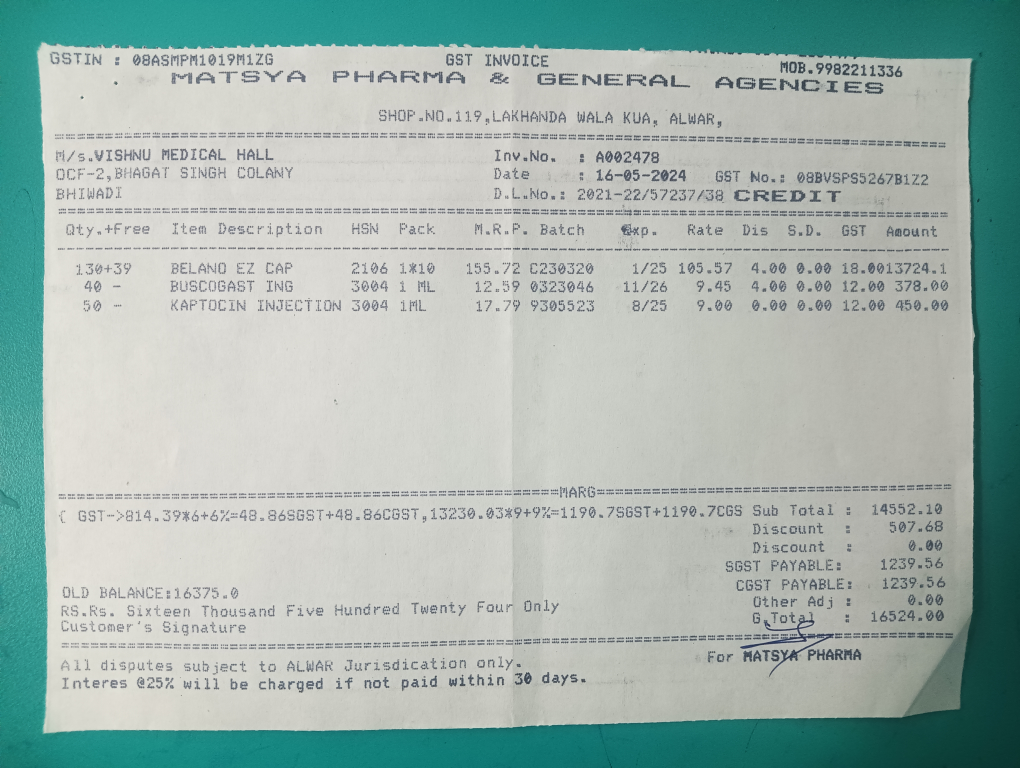 GSTIN : 08ASMPM1019M1ZG GST INVOICE MOB.9982211336
MATSYA PHARMA & GENERAL AGENCIES
SHOP.NO.119,LAKHANDA WALA KUA, ALWAR,
M/s.VISHNU MEDICAL HALL Inv.No. : A002478
OCF-2,BHAGAT SINGH COLANY Date : 16-05-2024 GST No.: 08BVSPS5267B1Z2
BHIWADI D.L.No.: 2021-22/57237/38 CREDIT
Qty.+Free Item Description HSN Pack M.R.P. Batch Exp. Rate Dis S.D. GST Amount
130+39 BELANO EZ CAP 2106 1*10 155.72 C230320 1/25 105.57 4.00 0.00 18.00 13724.1
40 - BUSCOGAST ING 3004 1 ML 12.59 0323046 11/26 9.45 4.00 0.00 12.00 378.00
50 - KAPTOCIN INJECTION 3004 1ML 17.79 9305523 8/25 9.00 0.00 0.00 12.00 450.00
MARG
{ GST->814.39*6+6%=48.86SGST+48.86CGST,13230.03*9+9%=1190.7SGST+1190.7CGS Sub Total : 14552.10
Discount : 507.68
Discount : 0.00
SGST PAYABLE: 1239.56
CGST PAYABLE: 1239.56
OLD BALANCE:16375.0 Other Adj : 0.00
RS.Rs. Sixteen Thousand Five Hundred Twenty Four Only G.Total : 16524.00
Customer's Signature
For MATSYA PHARMA
All disputes subject to ALWAR Jurisdication only.
Interes @25% will be charged if not paid within 30 days.